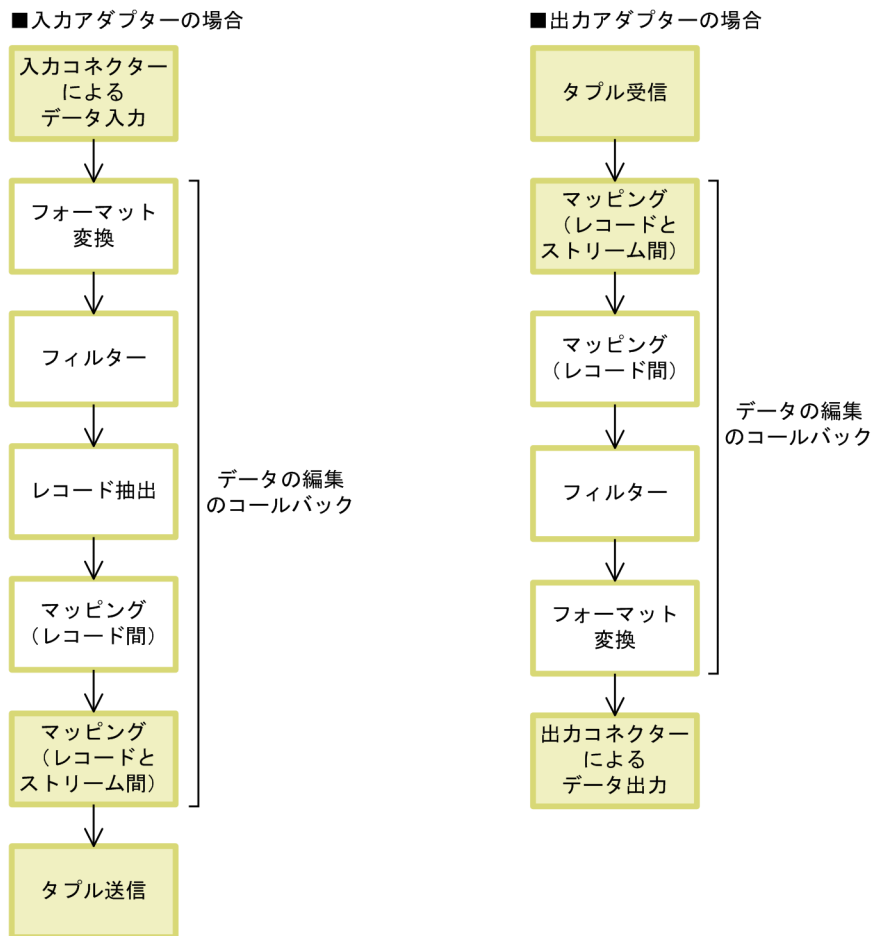 ■入力アダプターの場合
入力コネクター
による
データ入力
フォーマット
変換
フィルター
レコード抽出
マッピング
(レコード間)
マッピング
(レコードと
ストリーム間)
タプル送信
データの編集
のコールバック
■出力アダプターの場合
タプル受信
マッピング
(レコードと
ストリーム間)
マッピング
(レコード間)
フィルター
フォーマット
変換
出力コネクター
による
データ出力
データの編集
のコールバック